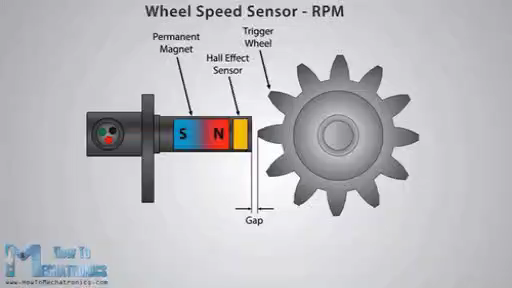 Wheel Speed Sensor - RPM
Trigger
Wheel
Permanent
Magnet
Hall Effect
Sensor
S N
Gap
How To
Mechatronics
www.HowToMechatronics.com